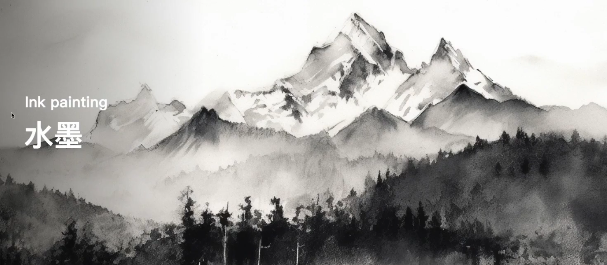 Ink painting
水墨